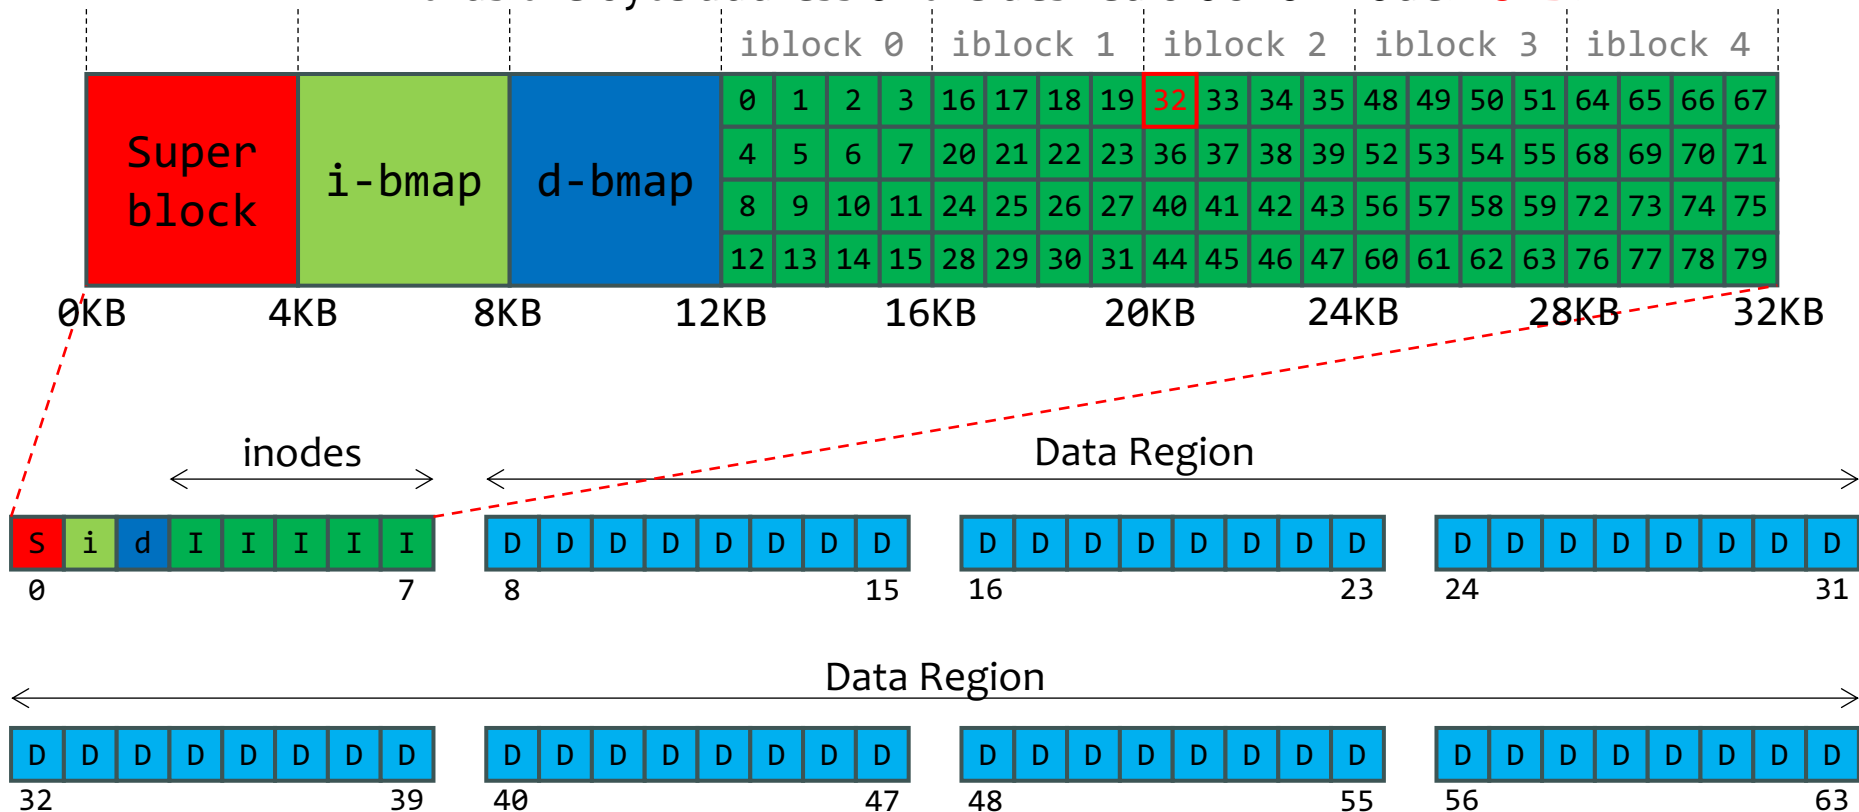 iblock 0 iblock 1 iblock 2 iblock 3 iblock 4
0 1 2 3 16 17 18 19 32 33 34 35 48 49 50 51 64 65 66 67
4 5 6 7 20 21 22 23 36 37 38 39 52 53 54 55 68 69 70 71
8 9 10 11 24 25 26 27 40 41 42 43 56 57 58 59 72 73 74 75
12 13 14 15 28 29 30 31 44 45 46 47 60 61 62 63 76 77 78 79
Super
block
i-bmap
d-bmap
0KB 4KB 8KB 12KB 16KB 20KB 24KB 28KB 32KB
inodes Data Region
S i d I I I I I D D D D D D D D D D D D D D D D D D D D D D D D
0 7 8 15 16 23 24 31
Data Region
D D D D D D D D D D D D D D D D D D D D D D D D D D D D D D D D
32 39 40 47 48 55 56 63